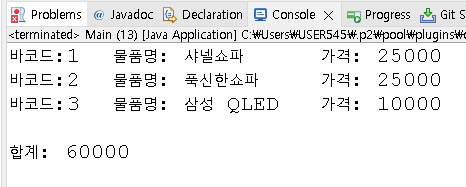 Problems @ Javadoc Declaration Console Progress Git S
<terminated> Main (13) [Java Application] C:₩Users₩USER545₩.p2₩pool₩plugins₩
바코드:1 물품명: 샤넬쇼파 가격: 25000
바코드:2 물품명: 푹신한쇼파 가격: 25000
바코드:3 물품명: 삼성 QLED 가격: 10000
합계: 60000